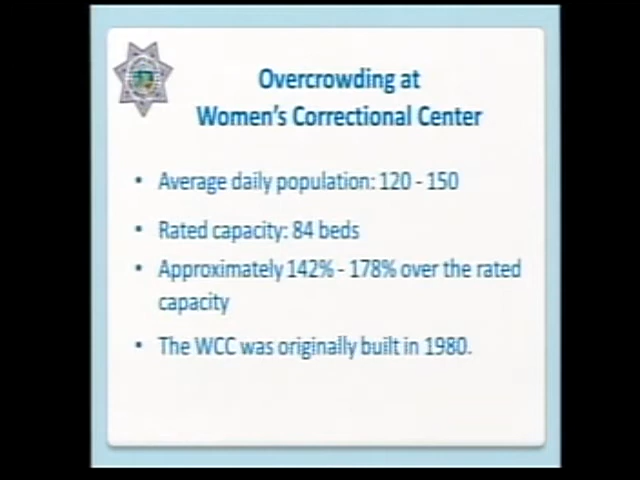 Overcrowding at
Women's Correctional Center
• Average daily population: 120 - 150
• Rated capacity: 84 beds
• Approximately 142% - 178% over the rated
capacity
• The WCC was originally built in 1980.